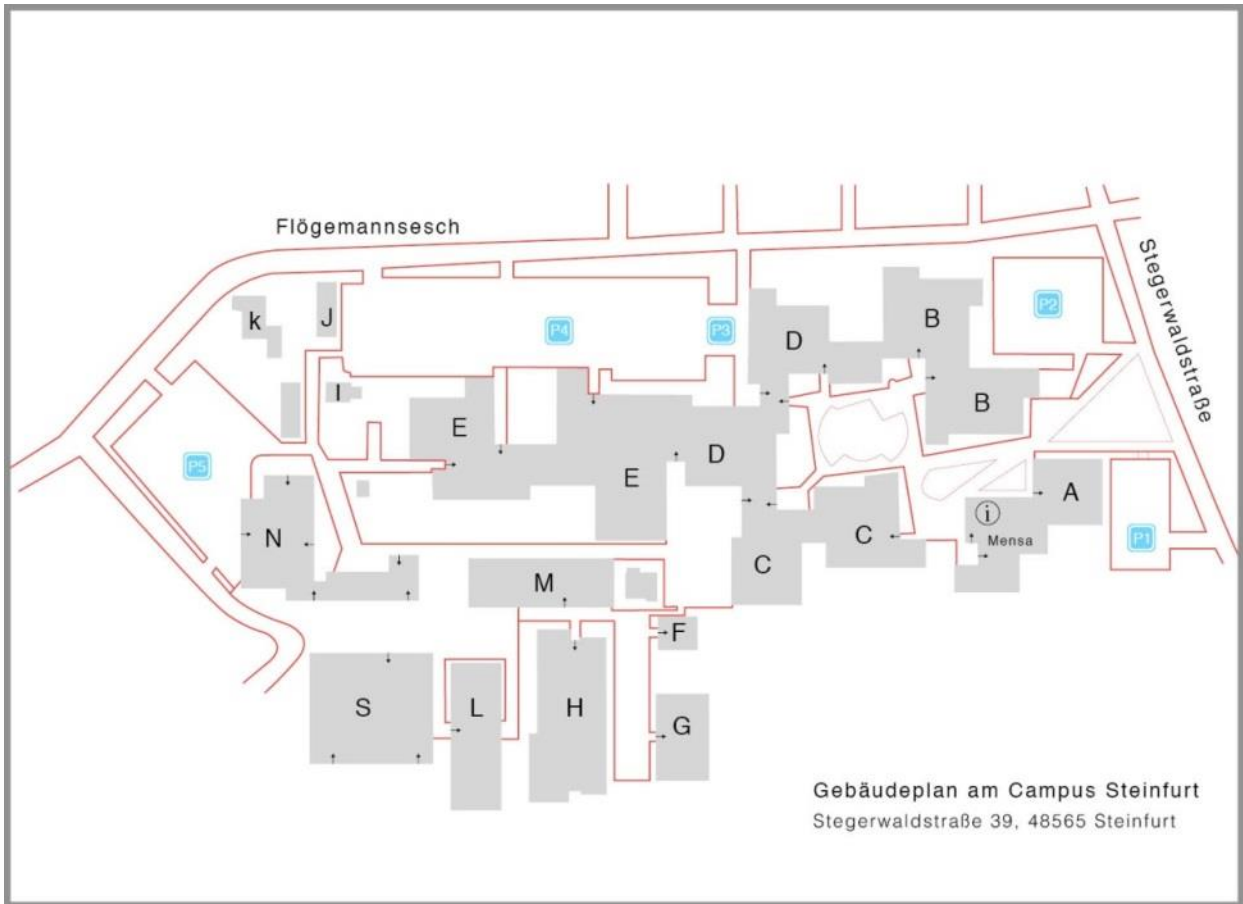 Flögemannsesch
Stegerwaldstraße
P2
k
J
P4
P3
D
B
I
B
E
P5
E
D
A
i
N
C
C
Mensa
P1
M
F
S
L
H
G
Gebäudeplan am Campus Steinfurt
Stegerwaldstraße 39, 48565 Steinfurt